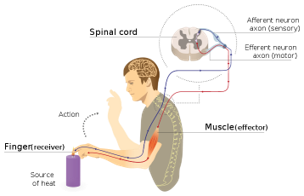 Afferent neuron
axon (sensory)
Spinal cord
Efferent neuron
axon (motor)
Action
Muscle(effector)
Finger(receiver)
Source
of heat